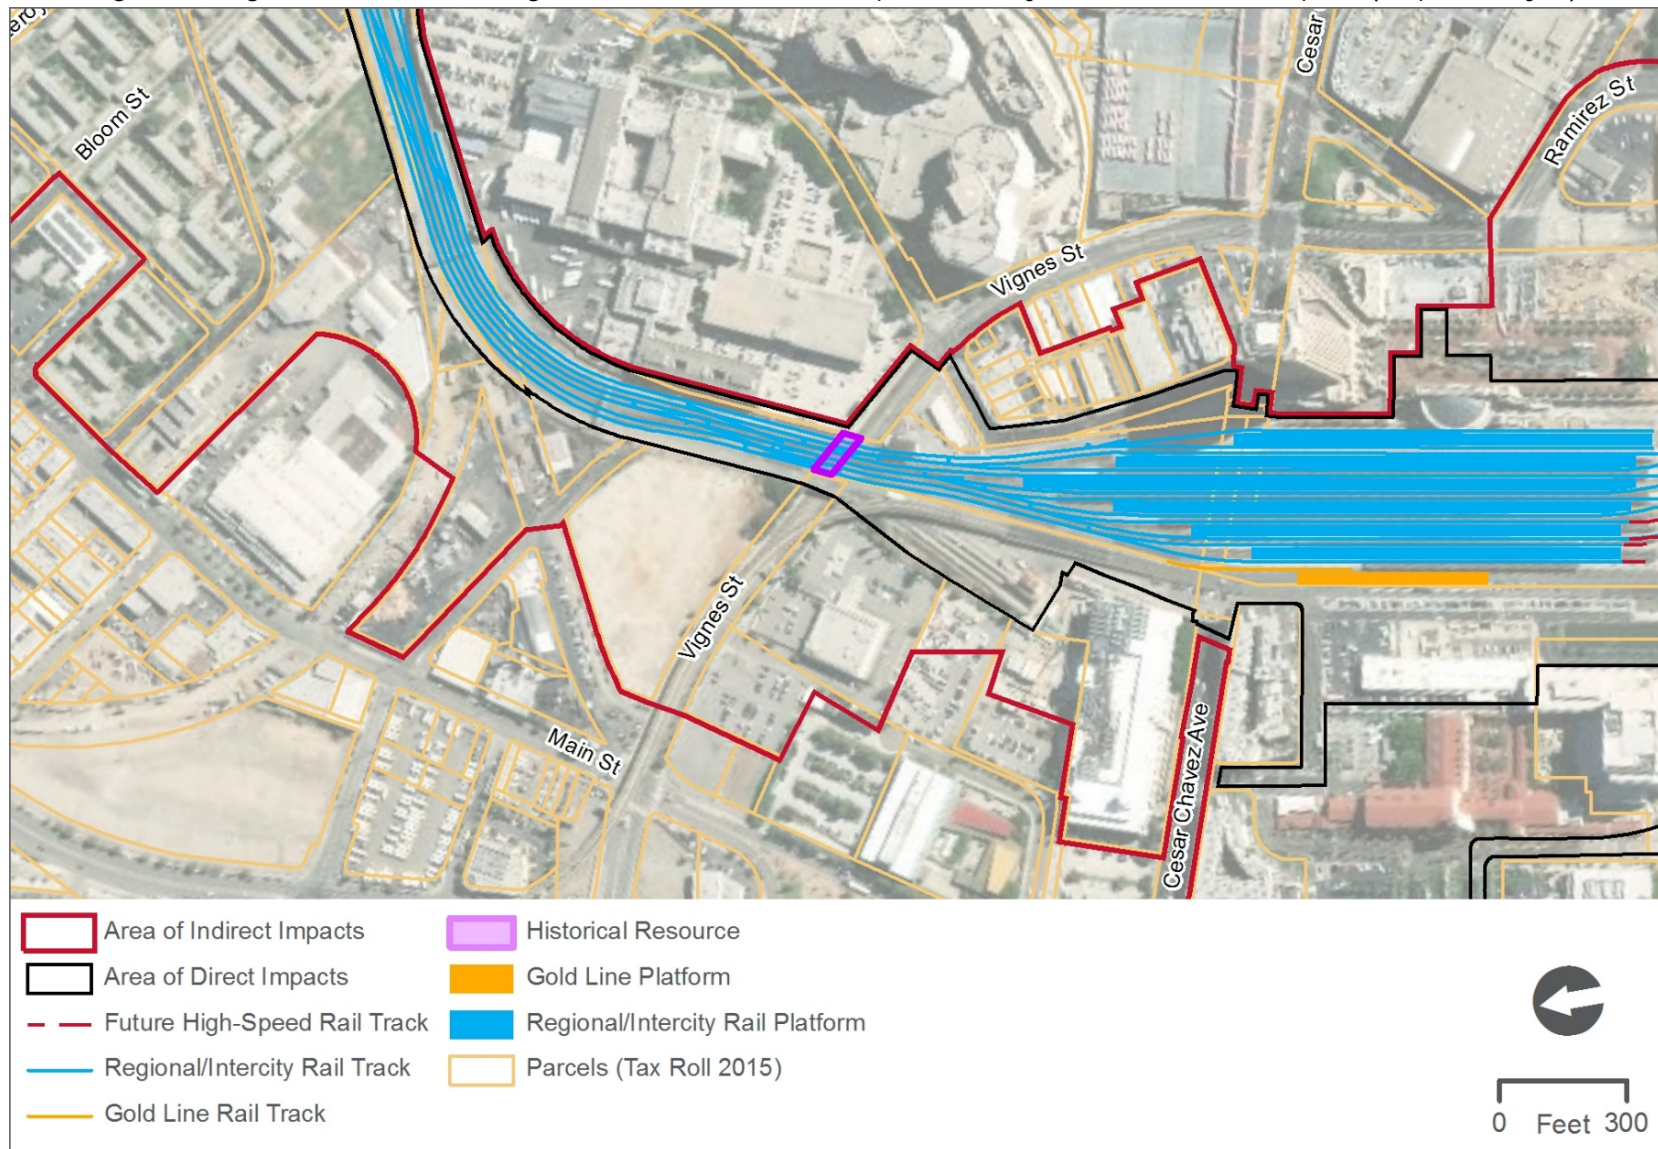 Cesar
Bloom St
Ramirez St
Vignes St
Vignes St
Main St
Cesar Chavez Ave
Area of Indirect Impacts
Area of Direct Impacts
Future High-Speed Rail Track
Regional/Intercity Rail Track
Gold Line Rail Track
Historical Resource
Gold Line Platform
Regional/Intercity Rail Platform
Parcels (Tax Roll 2015)
0 Feet 300